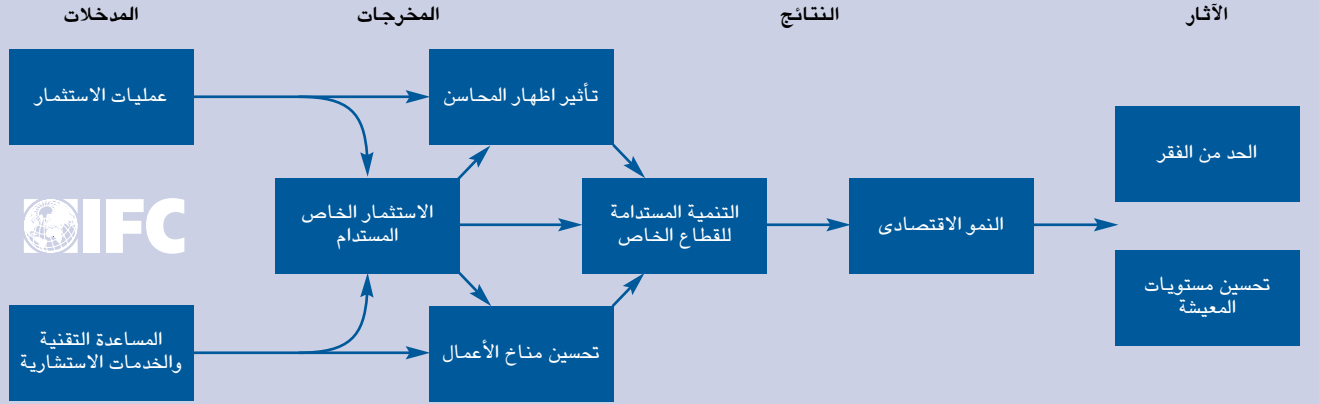 المدخلات
المخرجات
النتائج
الآثار
عمليات الاستثمار
تأثير اظهار المحاسن
الحد من الفقر
الاستثمار الخاص
المستدام
التنمية المستدامة
للقطاع الخاص
النمو الاقتصادى
IFC
تحسين مستويات
المعيشة
المساعدة التقنية
والخدمات الاستشارية
تحسين مناخ الأعمال